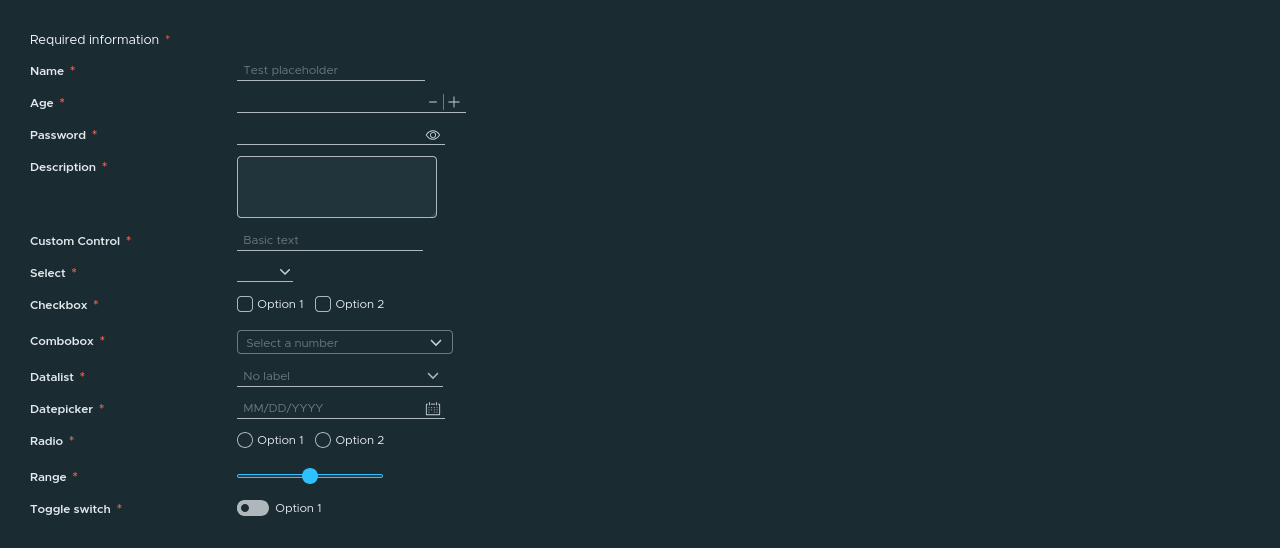 Required information *
Name * Test placeholder
Age *
Password *
Description *
Custom Control * Basic text
Select *
Checkbox * Option 1 Option 2
Combobox * Select a number
Datalist * No label
Datepicker * MM/DD/YYYY
Radio * Option 1 Option 2
Range *
Toggle switch * Option 1